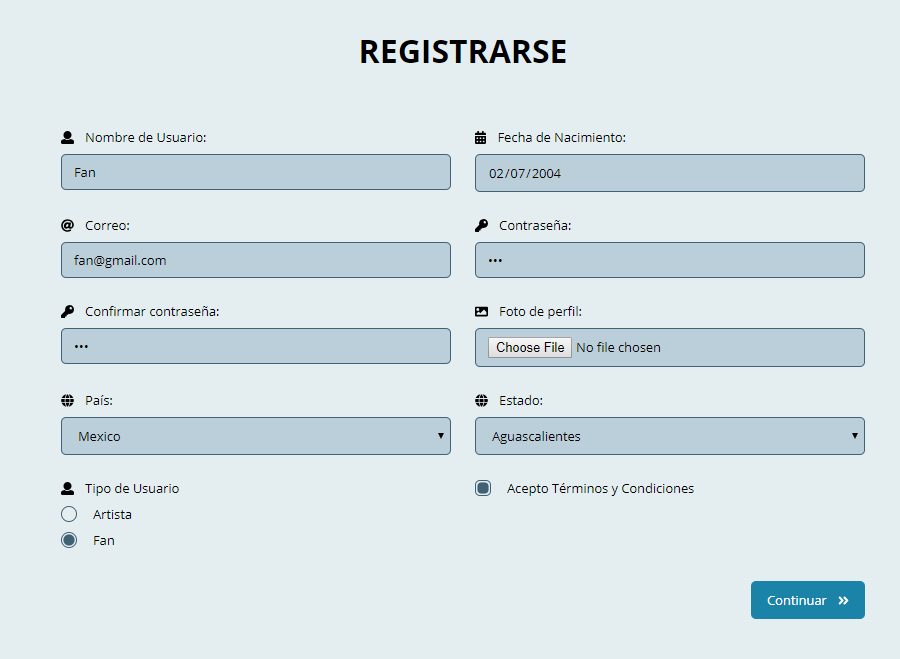 REGISTRARSE
Nombre de Usuario:
Fecha de Nacimiento:
Fan
02/07/2004
Correo:
Contraseña:
fan@gmail.com
•••
Confirmar contraseña:
Foto de perfil:
•••
Choose File No file chosen
País:
Estado:
Mexico
Aguascalientes
Tipo de Usuario
Acepto Términos y Condiciones
Artista
Fan
Continuar »